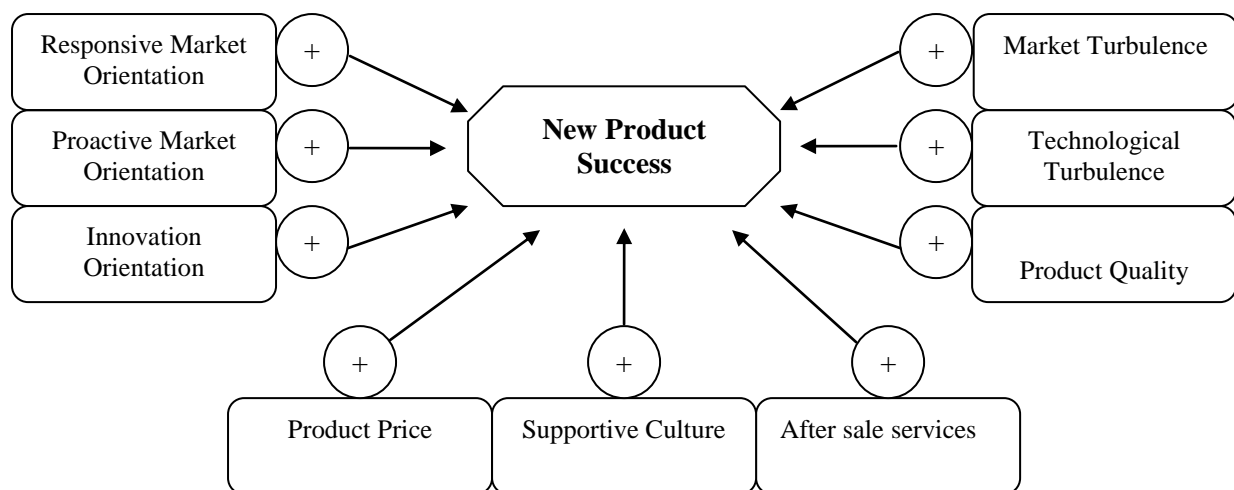 Responsive Market
Orientation
+
Proactive Market
Orientation
+
Innovation
Orientation
+
New Product
Success
+
Market Turbulence
+
Technological
Turbulence
+
Product Quality
+
Product Price
+
Supportive Culture
+
After sale services